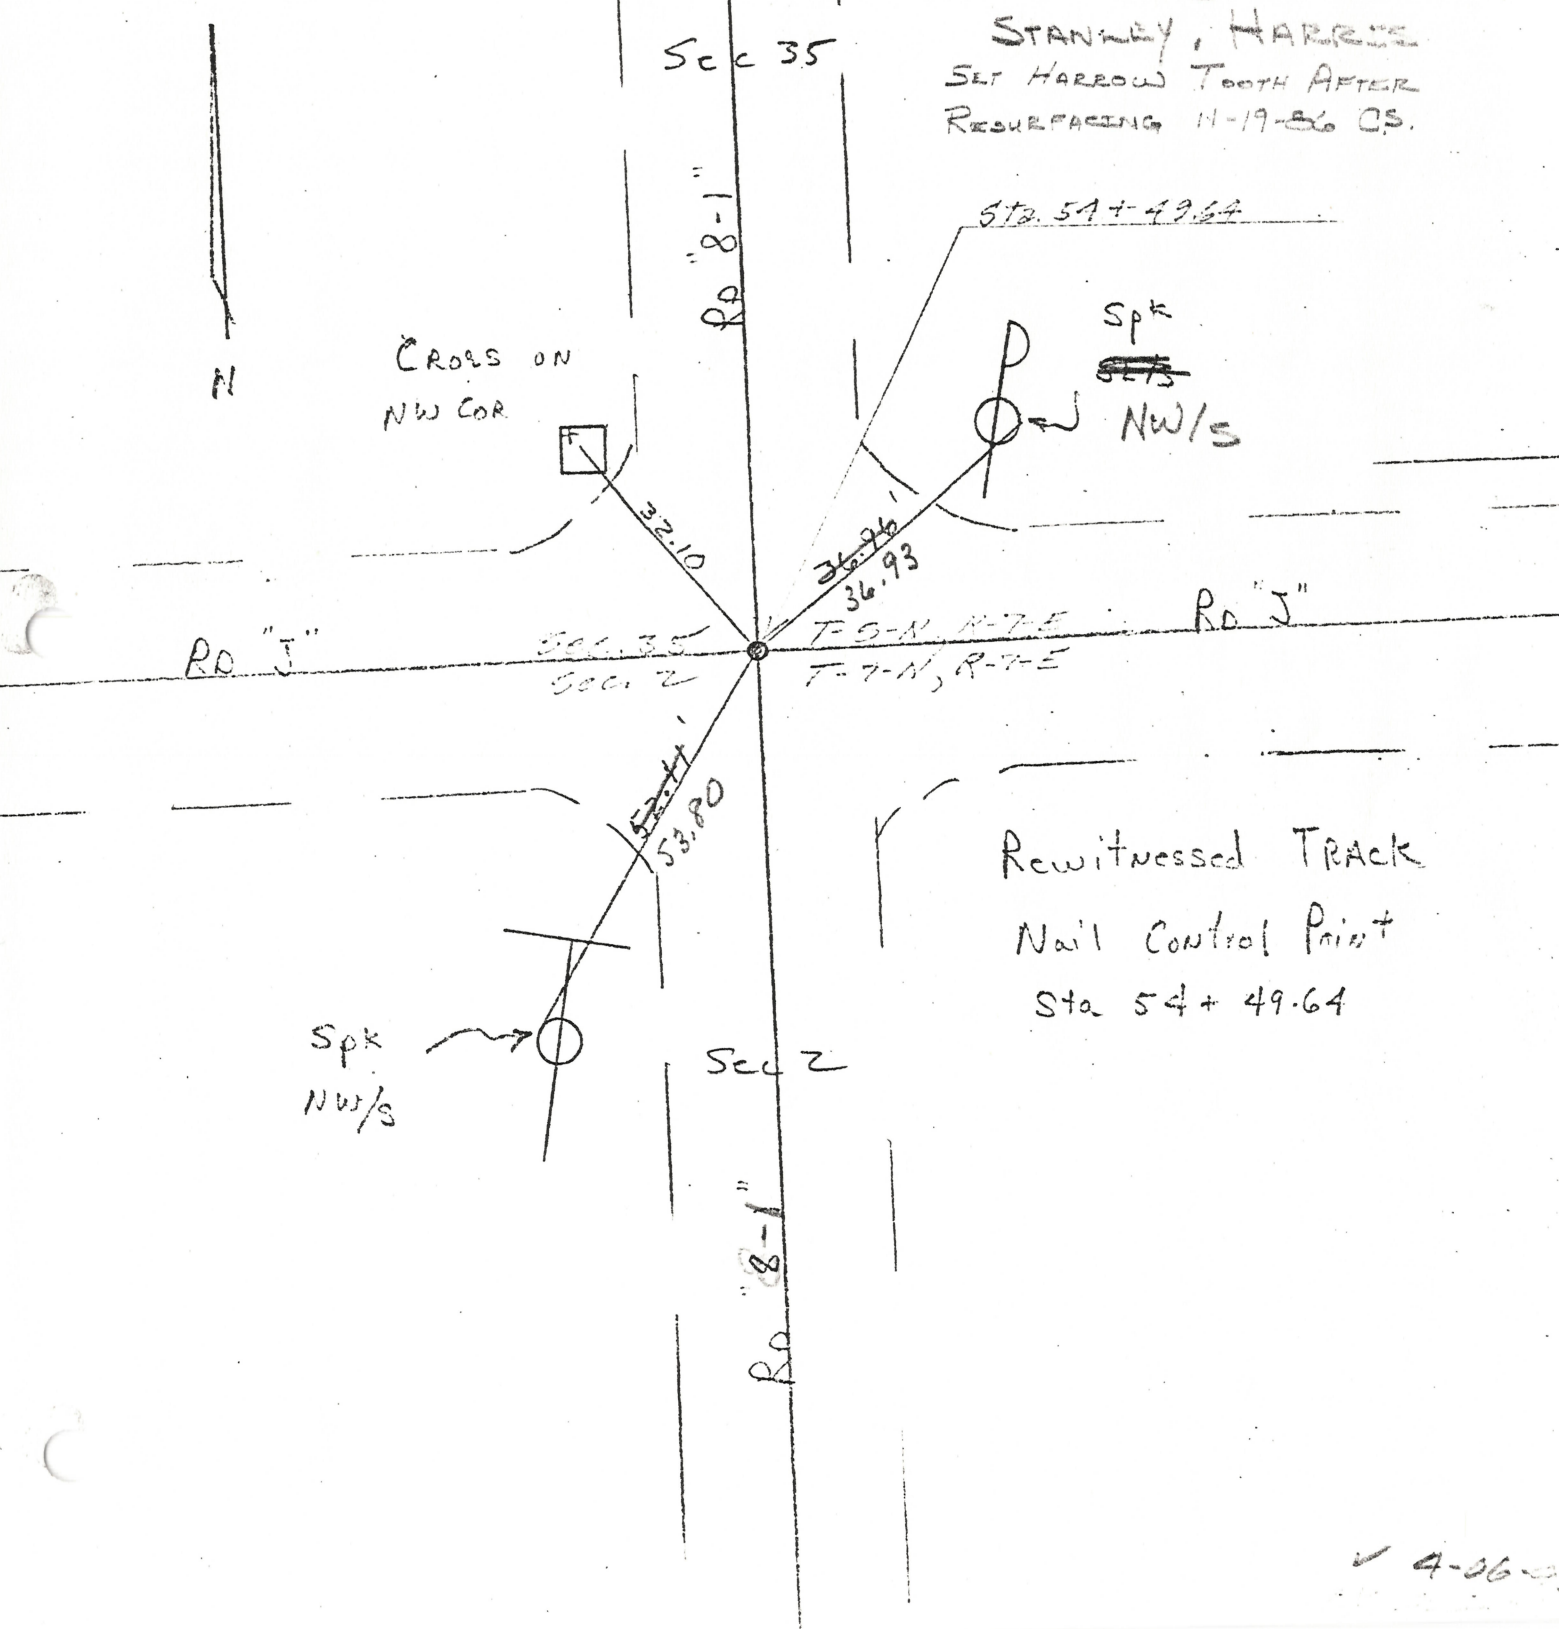 Sec 35
STANLEY, HARRIS
SET HARROW TOOTH AFTER
RESURFACING 11-19-86 CS.
RD "8-1"
Sta. 54+49.64
Spk
NW/S
CROSS ON
NW COR
N
32.10
36.96'
36.93
RD "J"
RD "J"
Sec. 35 T-8-N, R-7-E
Sec. 2 T-7-N, R-7-E
53.80
Rewitnessed TRACK
Nail Control Point
Sta 54+49.64
Spk
NW/S
Sec 2
RD "8-1"
✓ 4-06-